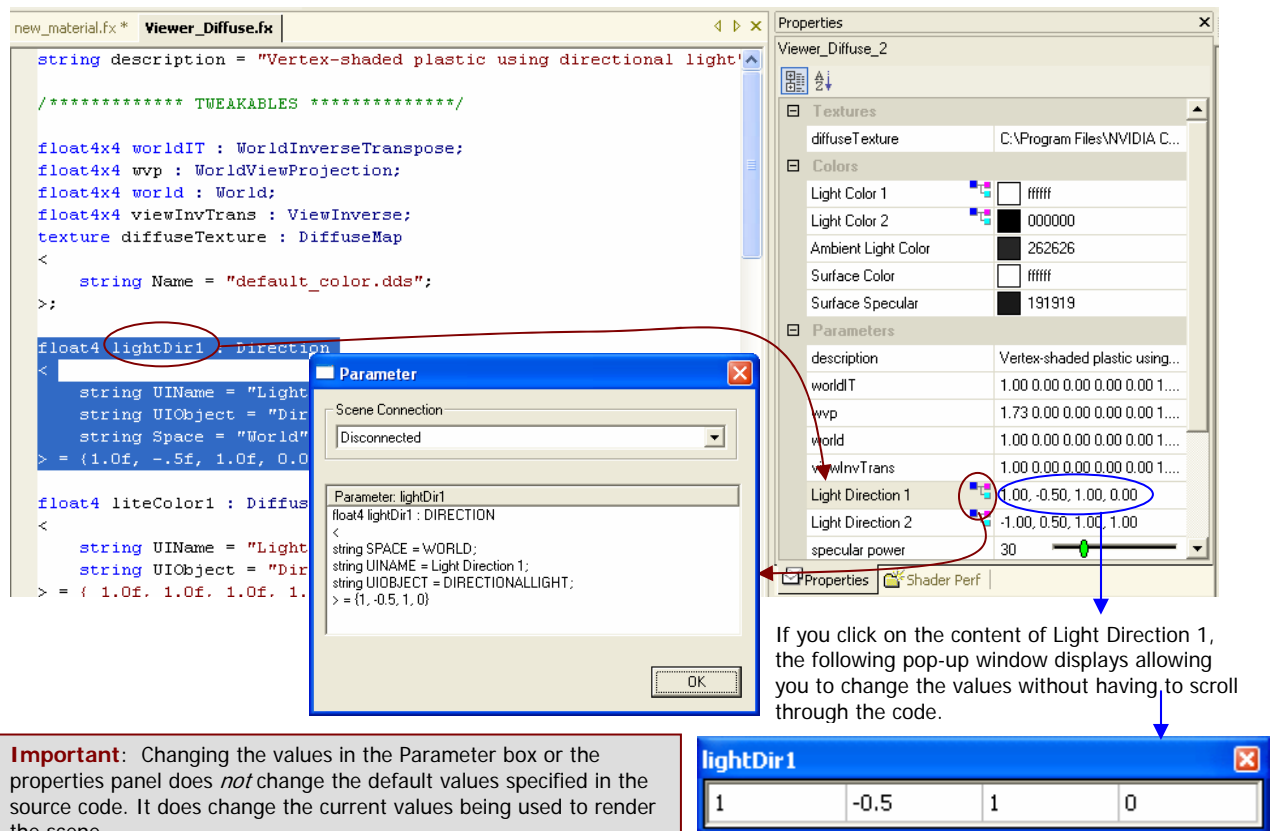 new_material.fx * Viewer_Diffuse.fx
string description = "Vertex-shaded plastic using directional light"
/************* TWEAKABLES **************/
float4x4 worldIT : WorldInverseTranspose;
float4x4 wvp : WorldViewProjection;
float4x4 world : World;
float4x4 viewInvTrans : ViewInverse;
texture diffuseTexture : DiffuseMap
<
string Name = "default_color.dds";
>;
float4 lightDir1 : Direction
<
string UIName = "Light
string UIObject = "Dir
string Space = "World"
> = {1.0f, -.5f, 1.0f, 0.0
float4 liteColor1 : Diffus
<
string UIName = "Light
string UIObject = "Dir
> = { 1.0f, 1.0f, 1.0f, 1.
Parameter
Scene Connection
Disconnected
Parameter: lightDir1
float4 lightDir1 : DIRECTION
<
string SPACE = WORLD;
string UINAME = Light Direction 1;
string UIOBJECT = DIRECTIONALLIGHT;
> = {1, -0.5, 1, 0}
OK
Properties
Viewer_Diffuse_2
Textures
diffuseTexture C:\Program Files\NVIDIA C...
Colors
Light Color 1 ffffff
Light Color 2 000000
Ambient Light Color 262626
Surface Color ffffff
Surface Specular 191919
Parameters
description Vertex-shaded plastic using...
worldIT 1.00 0.00 0.00 0.00 0.00 1....
wvp 1.73 0.00 0.00 0.00 0.00 1....
world 1.00 0.00 0.00 0.00 0.00 1....
viewInvTrans 1.00 0.00 0.00 0.00 0.00 1....
Light Direction 1 1.00, -0.50, 1.00, 0.00
Light Direction 2 -1.00, 0.50, 1.00, 1.00
specular power 30
Properties Shader Perf
If you click on the content of Light Direction 1,
the following pop-up window displays allowing
you to change the values without having to scroll
through the code.
Important: Changing the values in the Parameter box or the
properties panel does not change the default values specified in the
source code. It does change the current values being used to render
the scene
lightDir1
1 -0.5 1 0